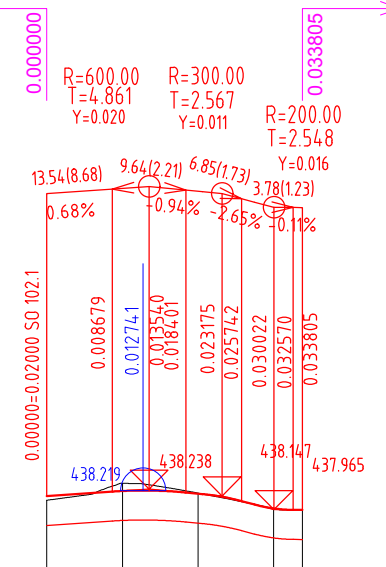 0.000000
0.033805
R=600.00
T=4.861
Y=0.020
R=300.00
T=2.567
Y=0.011
R=200.00
T=2.548
Y=0.016
13.54(8.68)
9.64(2.21)
6.85(1.73)
3.78(1.23)
0.68%
-0.94%
-2.65%
-0.11%
0.00000=0.02000 SO 102.1
0.008679
0.012741
0.013540
0.018401
0.023175
0.025742
0.030022
0.032570
0.033805
438.219
438.238
438.147
437.965